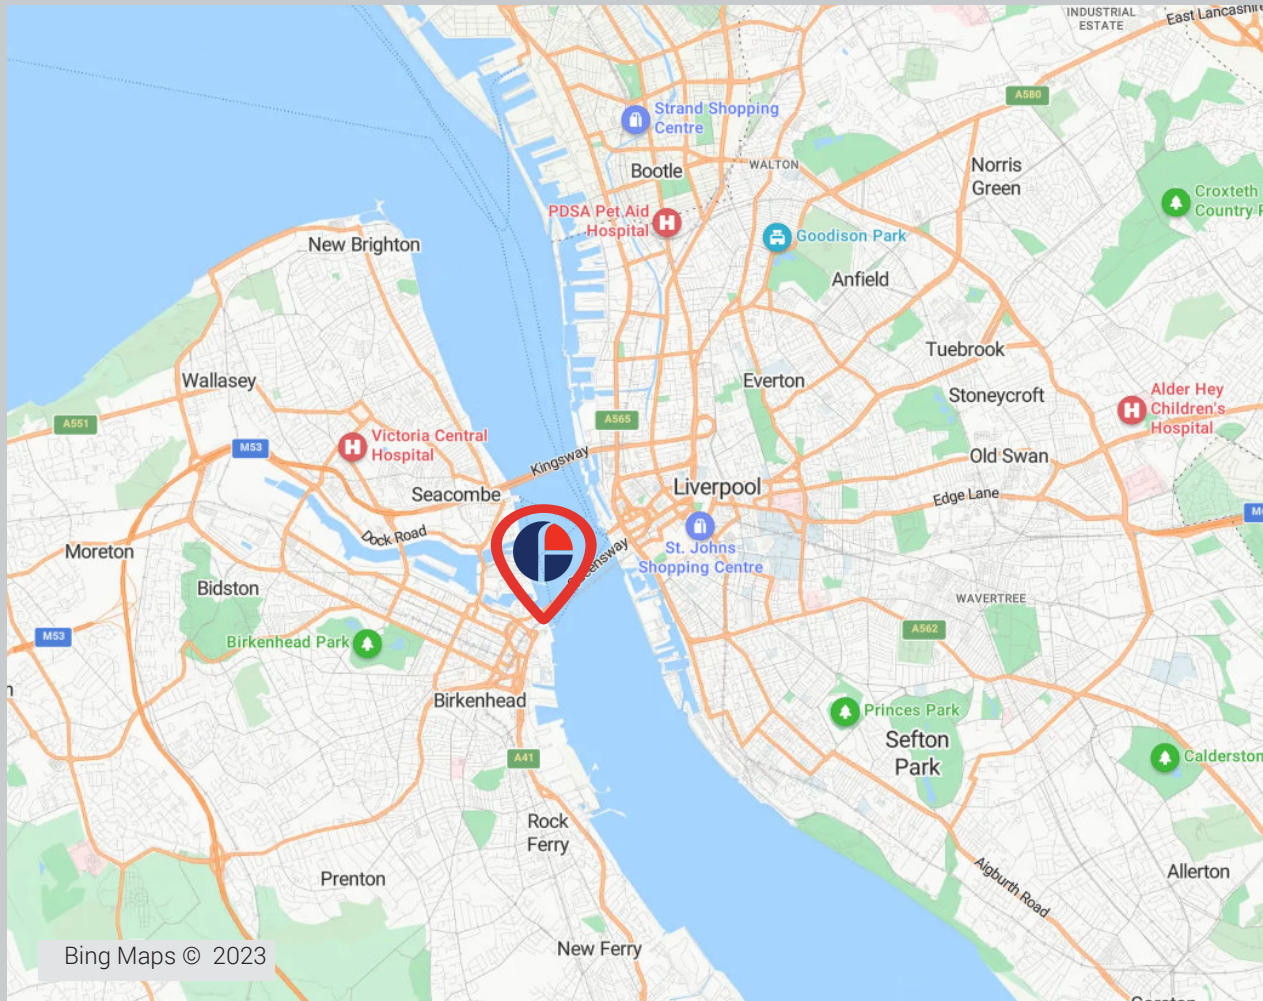 INDUSTRIAL
ESTATE
East Lancashire
A580
Strand Shopping
Centre
WALTON
Bootle
Norris
Green
Croxteth
Country
PDSA Pet Aid
Hospital
Goodison Park
New Brighton
Anfield
Tuebrook
Wallasey
Everton
Stoneycroft
Alder Hey
Children's
Hospital
A551
A565
M53
Victoria Central
Hospital
Kingsway
Old Swan
Seacombe
Liverpool
Edge Lane
Dock Road
St. Johns
Shopping Centre
Queensway
Moreton
Bidston
WAVERTREE
A562
M53
Birkenhead Park
Birkenhead
Princes Park
Sefton
Park
A41
Calderston
Rock
Ferry
Aigburth Road
Allerton
Prenton
New Ferry
Bing Maps © 2023